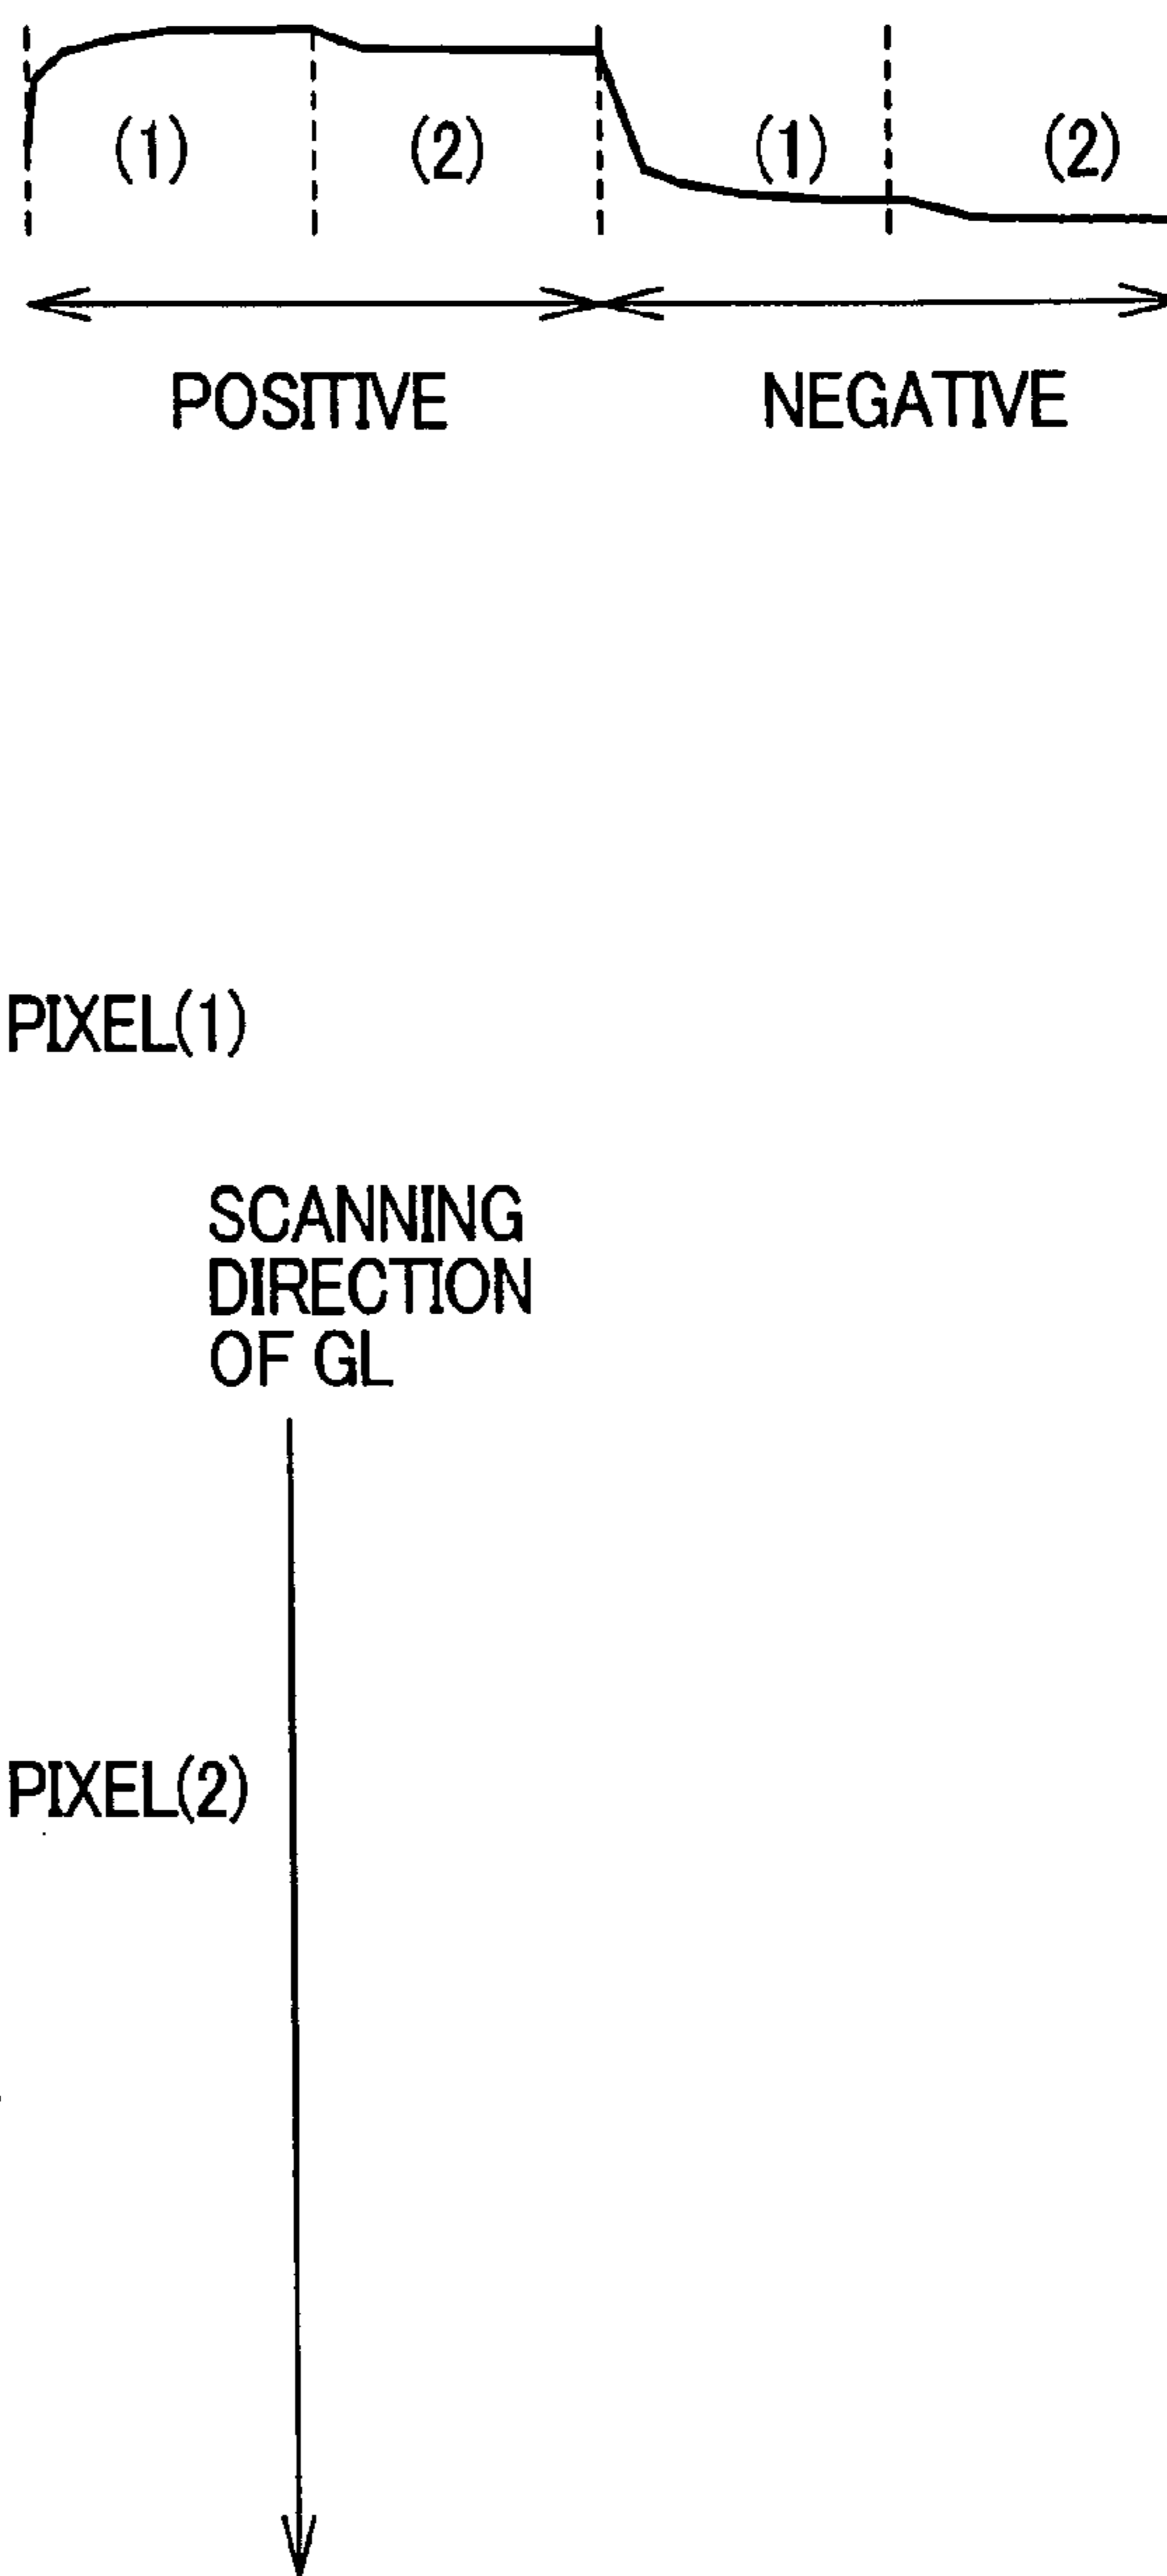 (1) (2) (1) (2)
POSITIVE NEGATIVE
PIXEL(1)
SCANNING
DIRECTION
OF GL
PIXEL(2)